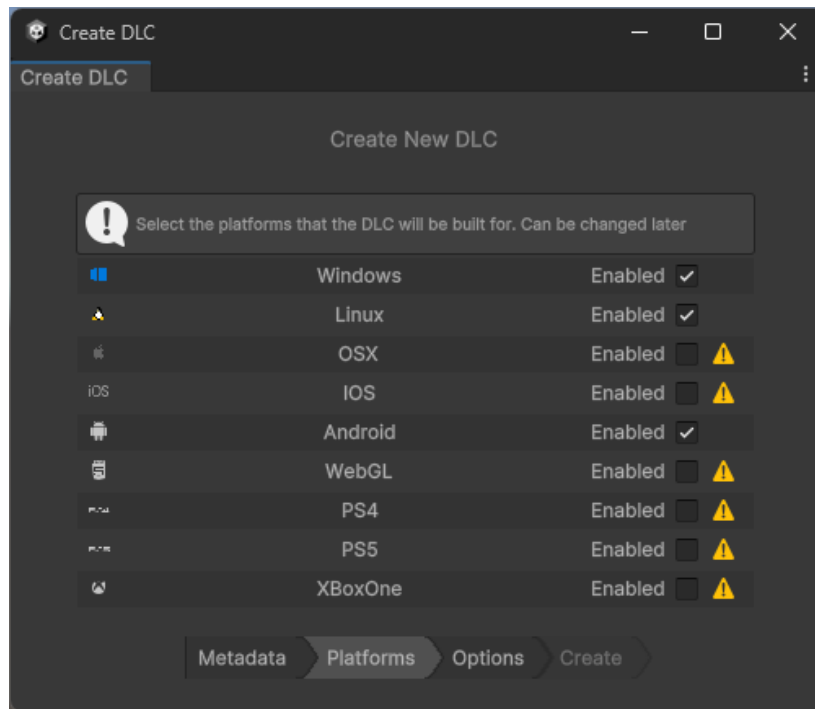 Create DLC
Create DLC
Create New DLC
Select the platforms that the DLC will be built for. Can be changed later
Windows Enabled
Linux Enabled
OSX Enabled
iOS IOS Enabled
Android Enabled
WebGL Enabled
PS4 Enabled
PS5 Enabled
XBoxOne Enabled
Metadata Platforms Options Create